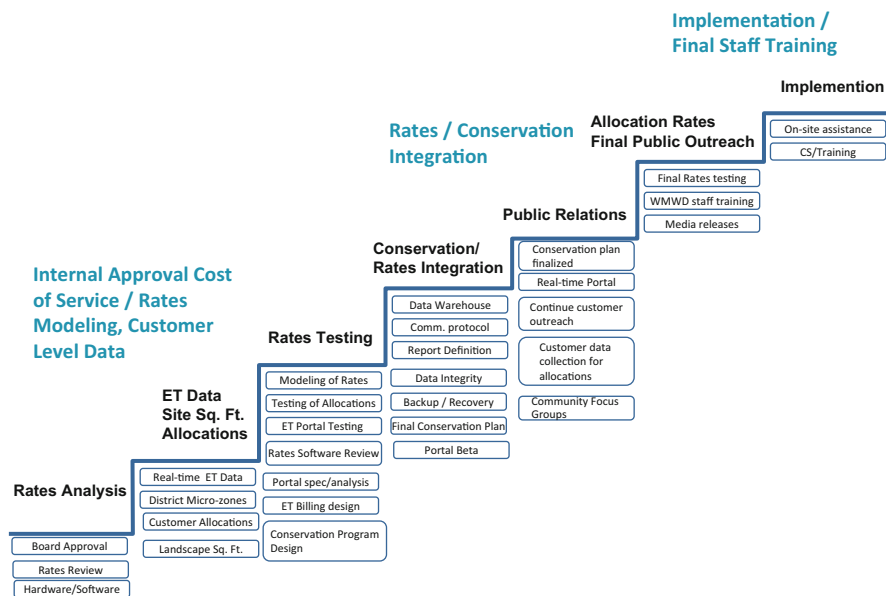 Implementation /
Final Staff Training
Implemention
On-site assistance
CS/Training
Allocation Rates
Final Public Outreach
Final Rates testing
WMWD staff training
Media releases
Rates / Conservation
Integration
Public Relations
Conservation plan
finalized
Real-time Portal
Continue customer
outreach
Customer data
collection for
allocations
Community Focus
Groups
Conservation/
Rates Integration
Data Warehouse
Comm. protocol
Report Definition
Data Integrity
Backup / Recovery
Final Conservation Plan
Portal Beta
Internal Approval Cost
of Service / Rates
Modeling, Customer
Level Data
Rates Testing
Modeling of Rates
Testing of Allocations
ET Portal Testing
Rates Software Review
Portal spec/analysis
ET Billing design
Conservation Program
Design
ET Data
Site Sq. Ft.
Allocations
Real-time ET Data
District Micro-zones
Customer Allocations
Landscape Sq. Ft.
Rates Analysis
Board Approval
Rates Review
Hardware/Software